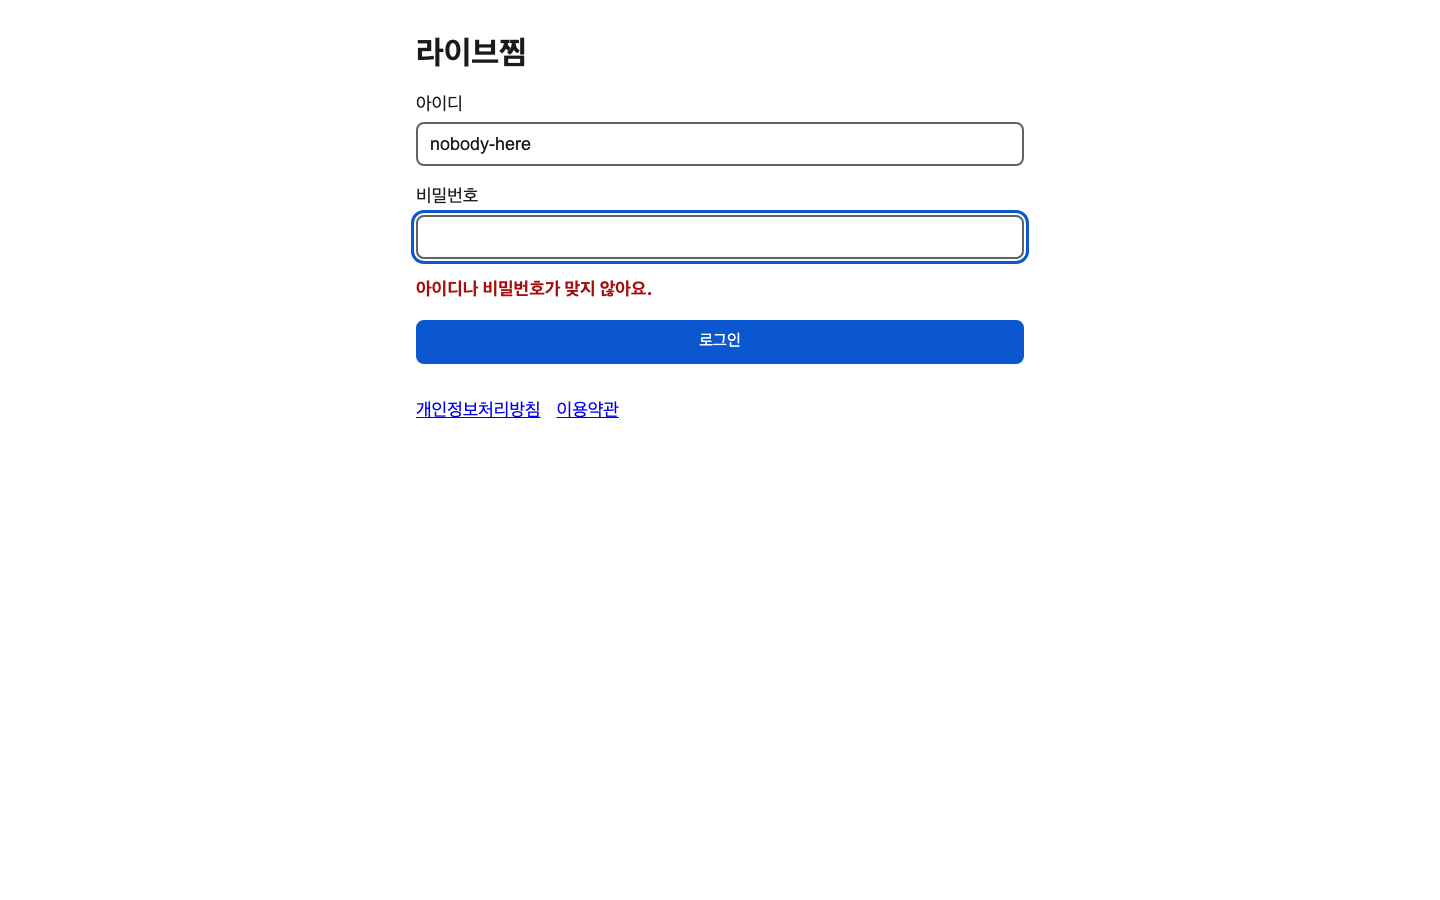 라이브찜
아이디
nobody-here
비밀번호
아이디나 비밀번호가 맞지 않아요.
로그인
개인정보처리방침 이용약관